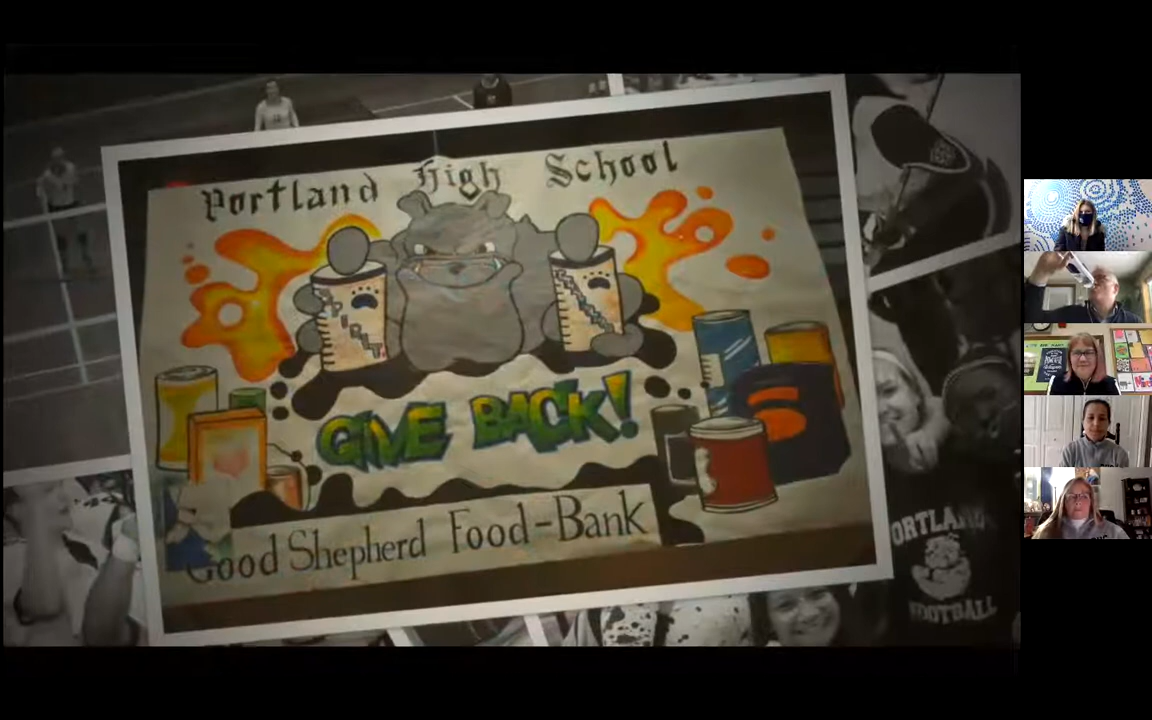 Portland High School
GIVE BACK!
Good Shepherd Food-Bank
PORTLAND
FOOTBALL